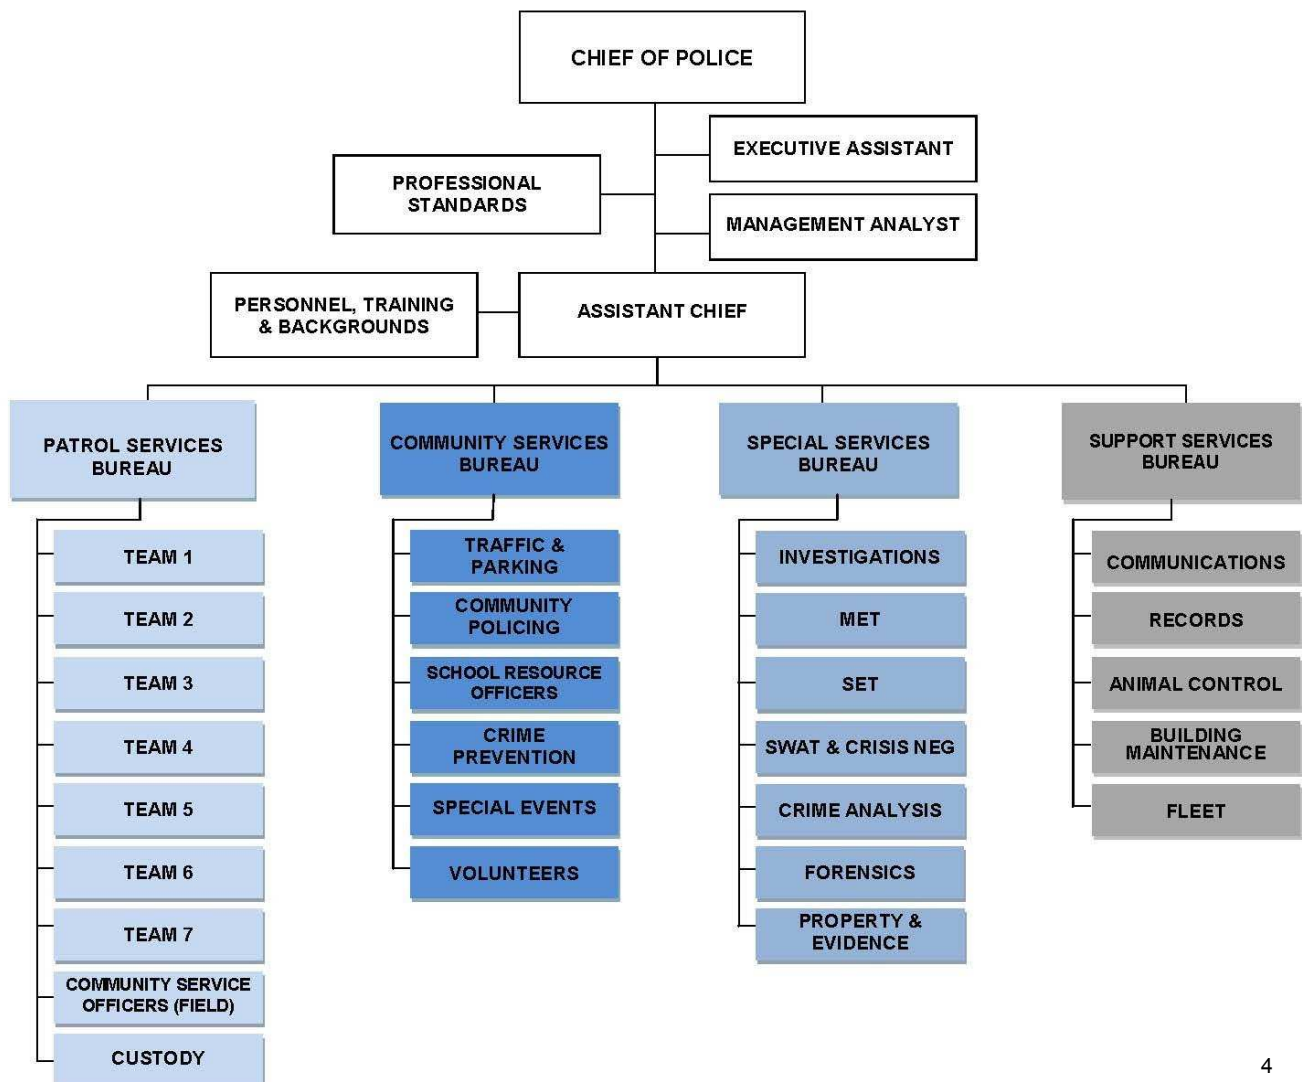 CHIEF OF POLICE
EXECUTIVE ASSISTANT
PROFESSIONAL
STANDARDS
MANAGEMENT ANALYST
PERSONNEL, TRAINING
& BACKGROUNDS
ASSISTANT CHIEF
PATROL SERVICES
BUREAU
TEAM 1
TEAM 2
TEAM 3
TEAM 4
TEAM 5
TEAM 6
TEAM 7
COMMUNITY SERVICE
OFFICERS (FIELD)
CUSTODY
COMMUNITY SERVICES
BUREAU
TRAFFIC &
PARKING
COMMUNITY
POLICING
SCHOOL RESOURCE
OFFICERS
CRIME
PREVENTION
SPECIAL EVENTS
VOLUNTEERS
SPECIAL SERVICES
BUREAU
INVESTIGATIONS
MET
SET
SWAT & CRISIS NEG
CRIME ANALYSIS
FORENSICS
PROPERTY &
EVIDENCE
SUPPORT SERVICES
BUREAU
COMMUNICATIONS
RECORDS
ANIMAL CONTROL
BUILDING
MAINTENANCE
FLEET
4